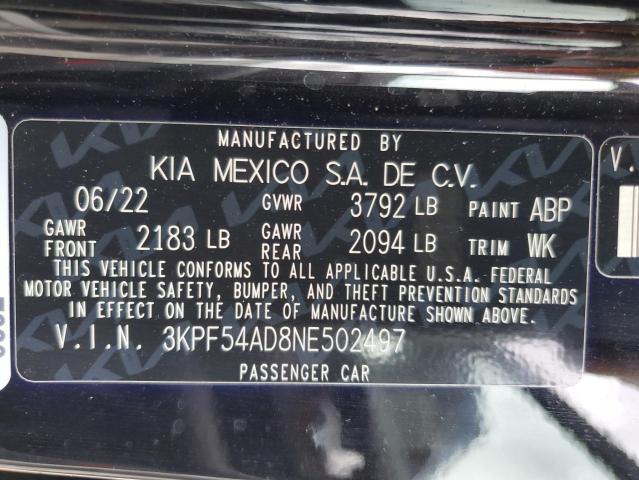 MANUFACTURED BY
KIA MEXICO S.A. DE C.V.
06/22 GVWR 3792 LB PAINT ABP
GAWR FRONT 2183 LB GAWR REAR 2094 LB TRIM WK
THIS VEHICLE CONFORMS TO ALL APPLICABLE U.S.A. FEDERAL
MOTOR VEHICLE SAFETY, BUMPER, AND THEFT PREVENTION STANDARDS
IN EFFECT ON THE DATE OF MANUFACTURE SHOWN ABOVE
V.I.N. 3KPF54AD8NE502497
PASSENGER CAR
V.